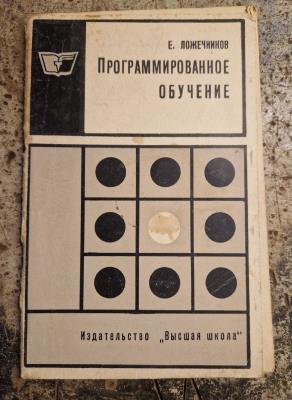 Е. ЛОЖЕЧНИКОВ
ПРОГРАММИРОВАННОЕ
ОБУЧЕНИЕ
Издательство „Высшая школа"